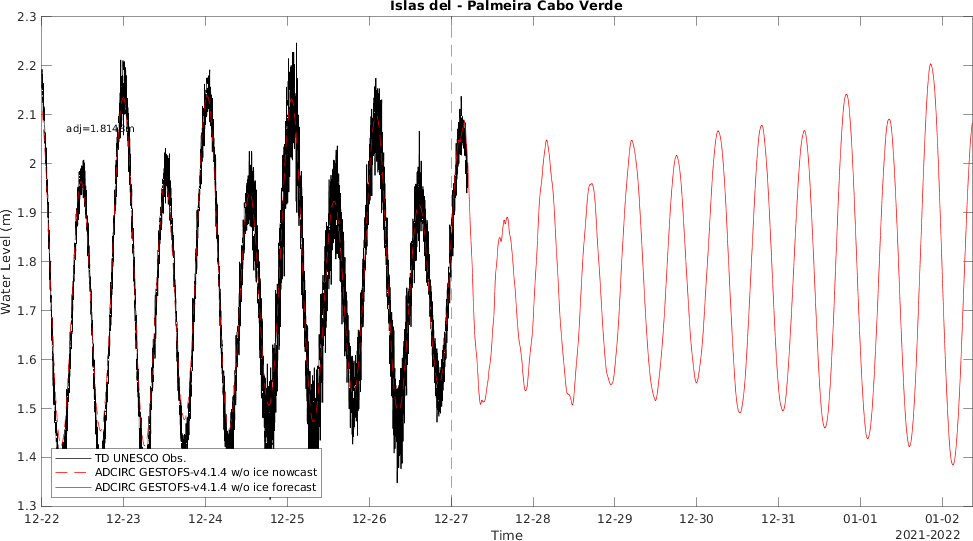 Islas del - Palmeira Cabo Verde
2.3
2.2
2.1
2
1.9
1.8
1.7
1.6
1.5
1.4
1.3
Water Level (m)
TD UNESCO Obs.
ADCIRC GESTOFS-v4.1.4 w/o ice nowcast
ADCIRC GESTOFS-v4.1.4 w/o ice forecast
12-22 12-23 12-24 12-25 12-26 12-27 12-28 12-29 12-30 12-31 01-01 01-02
Time
2021-2022